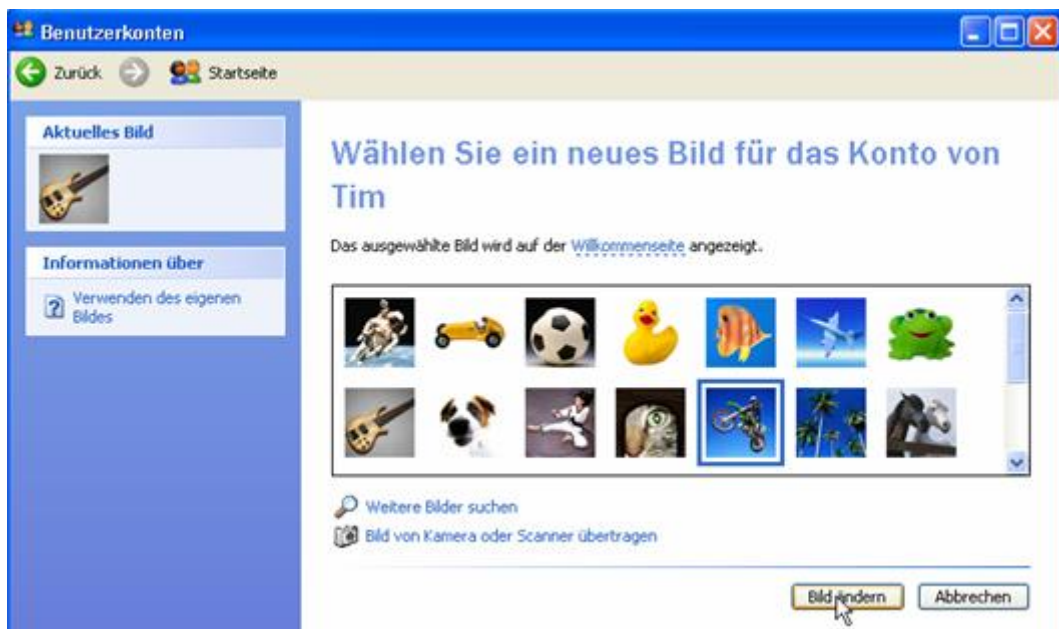 Benutzerkonten
Zurück
Startseite
Aktuelles Bild
Informationen über
Verwenden des eigenen
Bildes
Wählen Sie ein neues Bild für das Konto von
Tim
Das ausgewählte Bild wird auf der Willkommenseite angezeigt.
Weitere Bilder suchen
Bild von Kamera oder Scanner übertragen
Bild ändern
Abbrechen